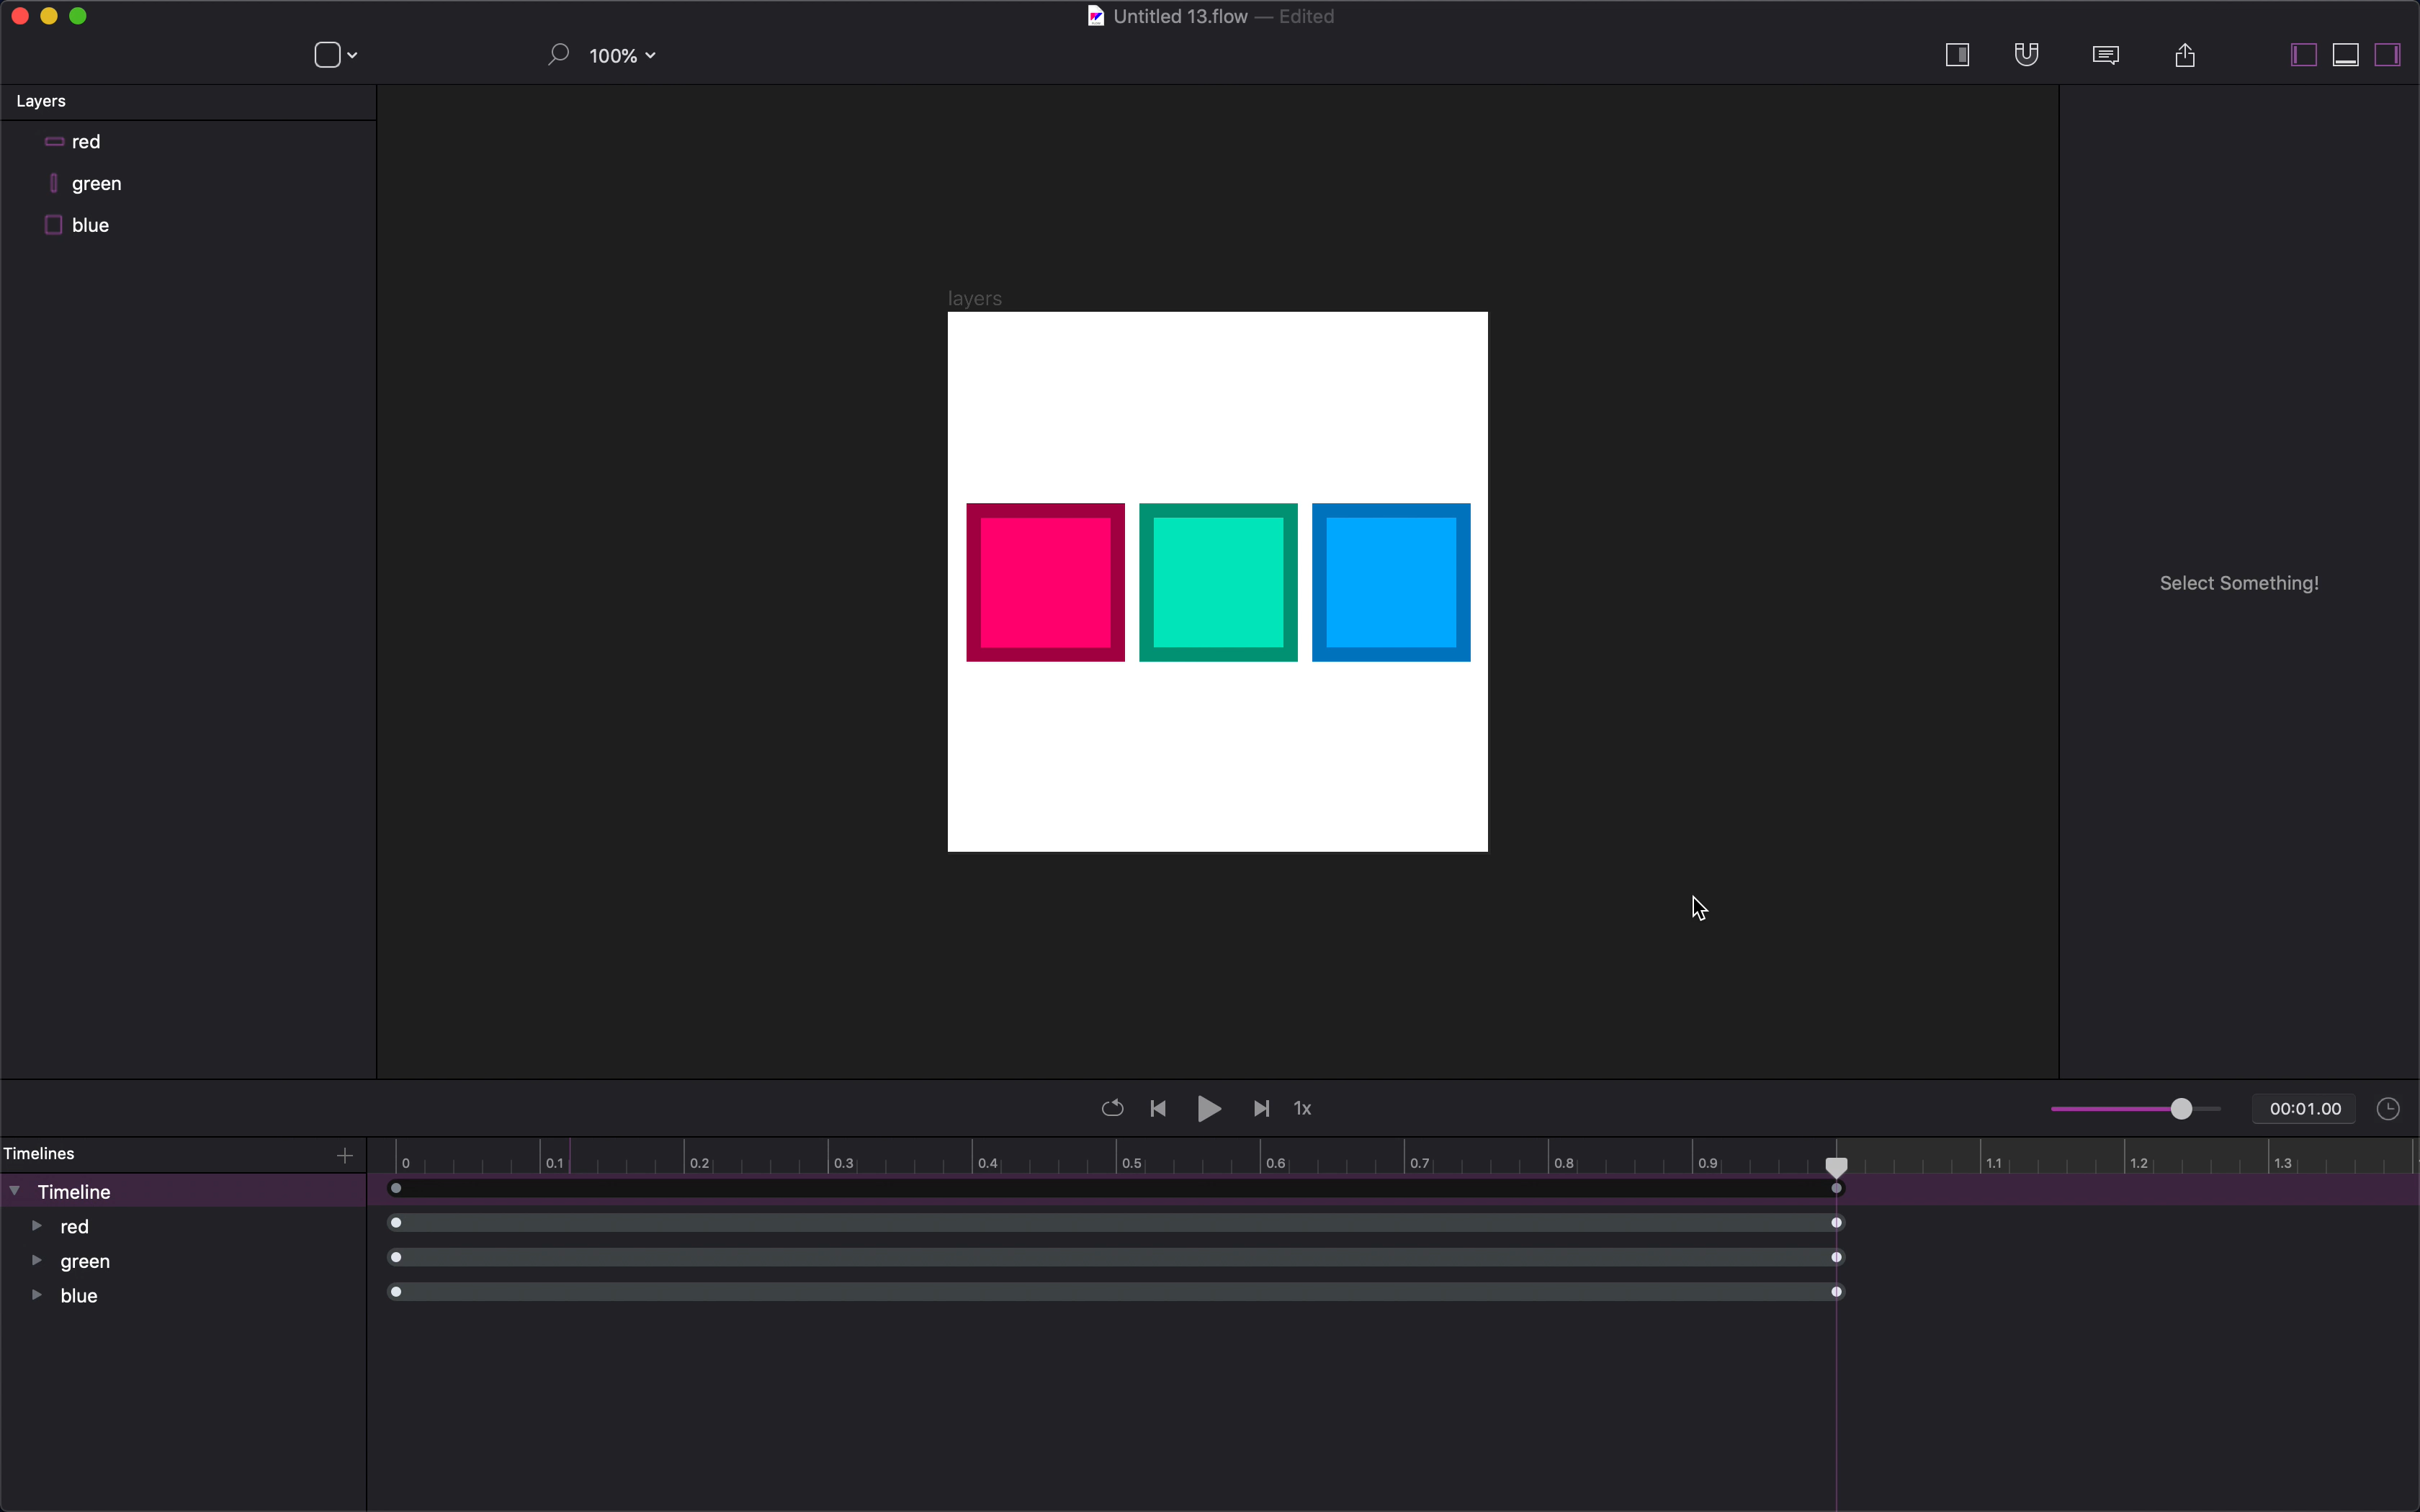 Untitled 13.flow — Edited
100%
Layers
red
green
blue
layers
Select Something!
1x
00:01.00
Timelines
0 0.1 0.2 0.3 0.4 0.5 0.6 0.7 0.8 0.9 1.1 1.2 1.3
Timeline
red
green
blue